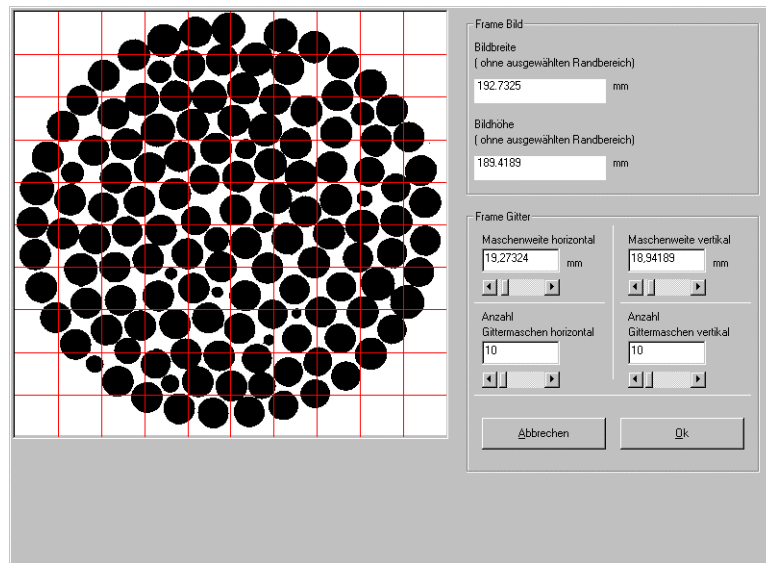 Frame Bild
Bildbreite
( ohne ausgewählten Randbereich)
192.7325 mm
Bildhöhe
( ohne ausgewählten Randbereich)
189.4189 mm
Frame Gitter
Maschenweite horizontal
19,27324 mm
Maschenweite vertikal
18,94189 mm
Anzahl
Gittermaschen horizontal
10
Anzahl
Gittermaschen vertikal
10
Abbrechen
Ok